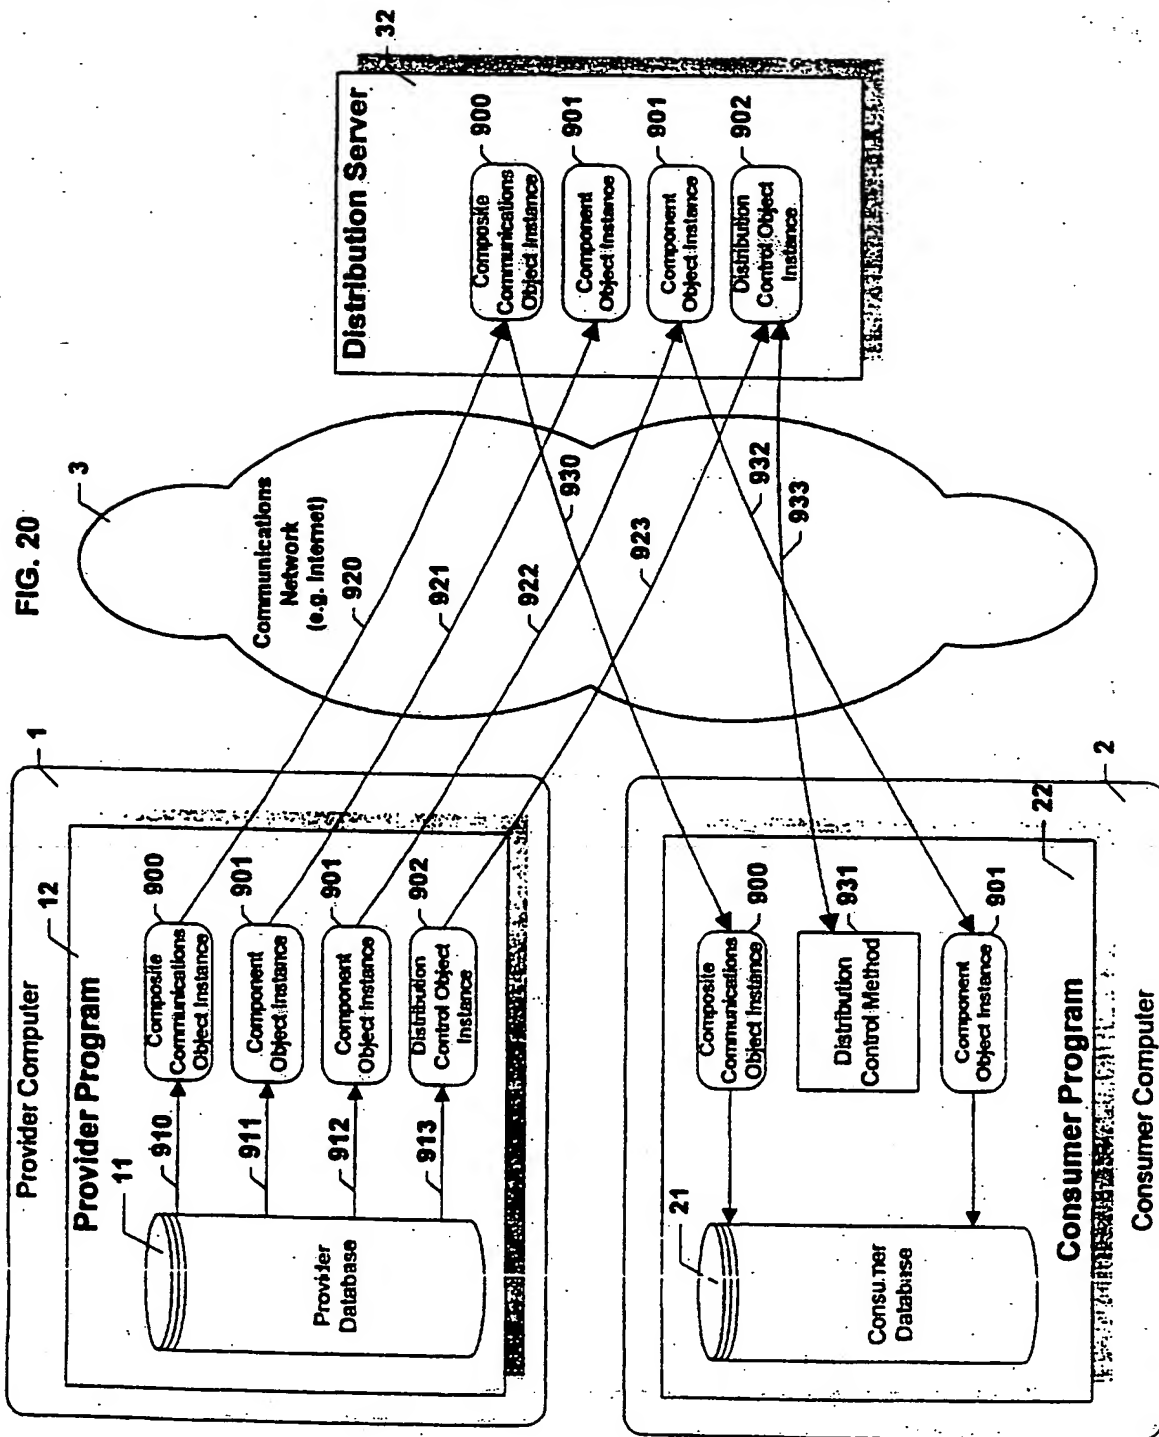 FIG. 20
Provider Computer
1
Provider Program
12
11
Provider
Database
910
911
912
913
Composite
Communications
Object Instance
900
Component
Object Instance
901
Component
Object Instance
901
Distribution
Control Object
Instance
902
3
Communications
Network
(e.g. Internet)
920
921
922
923
930
932
933
Distribution Server
32
Composite
Communications
Object Instance
900
Component
Object Instance
901
Component
Object Instance
901
Distribution
Control Object
Instance
902
2
22
21
Consumer
Database
Composite
Communications
Object Instance
900
Distribution
Control Method
931
Component
Object Instance
901
Consumer Program
Consumer Computer